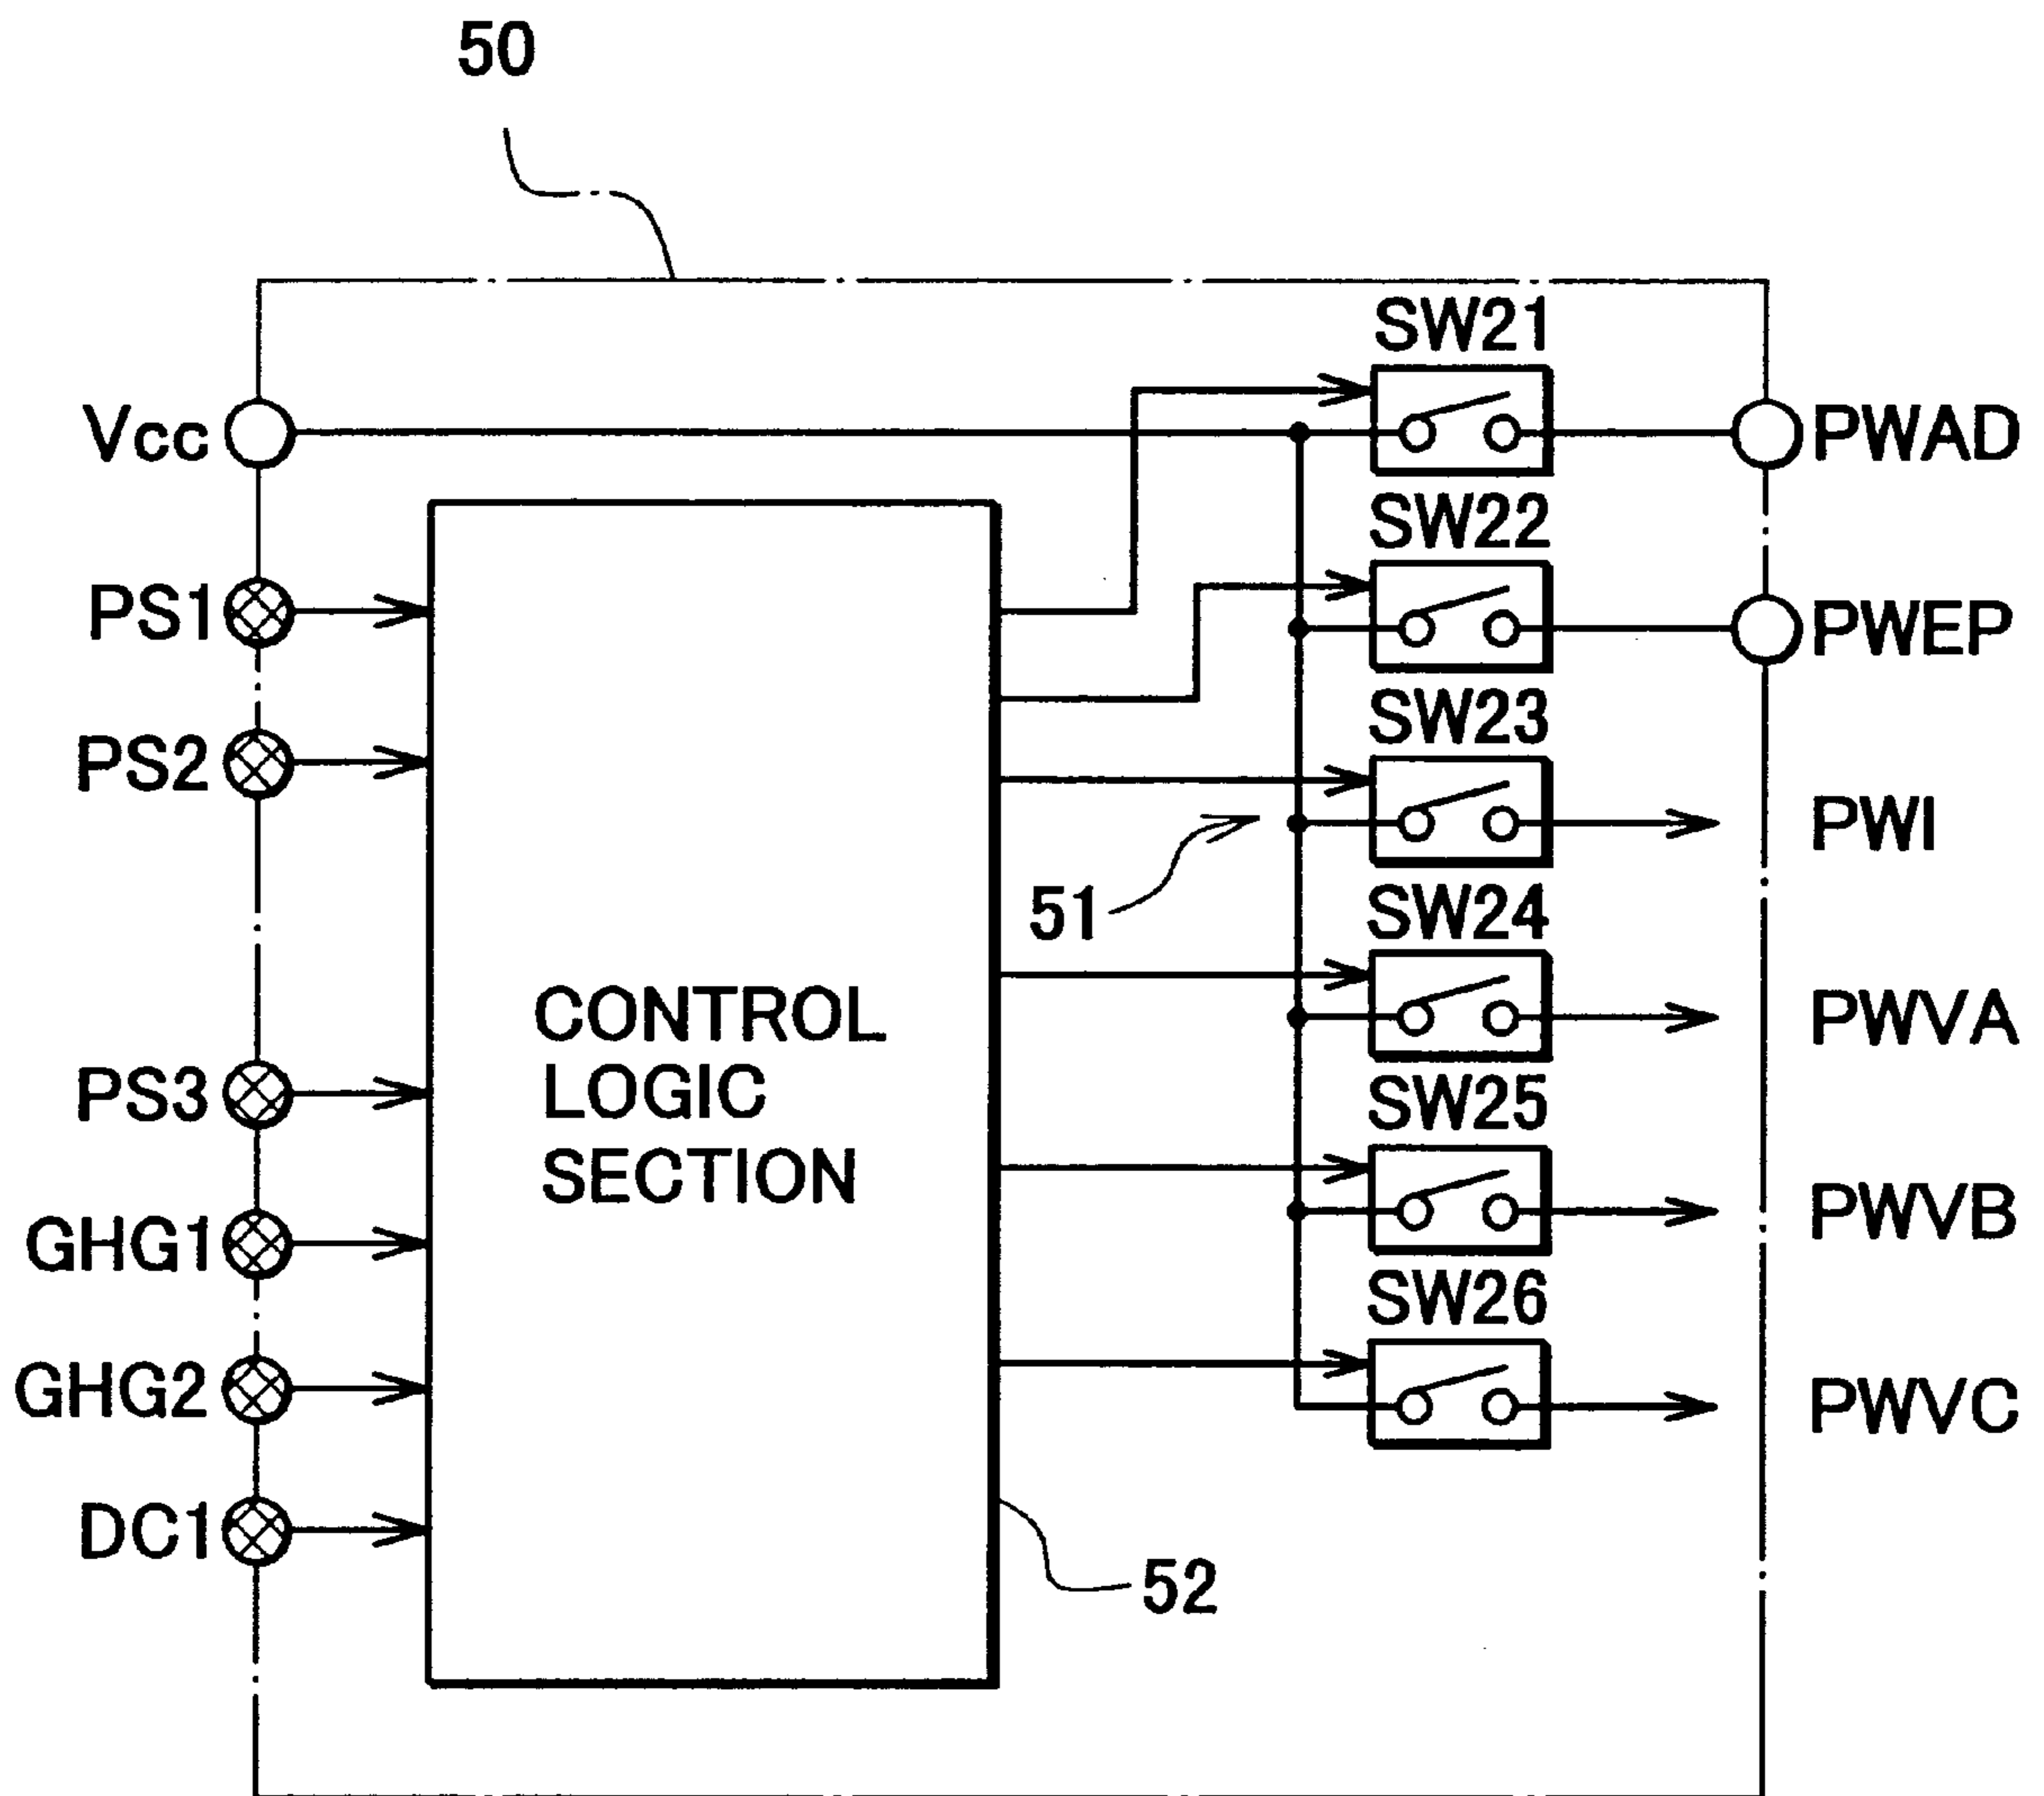 50
SW21
Vcc
PWAD
SW22
PS1
PWEP
SW23
PS2
PWI
51
SW24
CONTROL
LOGIC
SECTION
PWVA
PS3
SW25
GHG1
PWVB
SW26
GHG2
PWVC
DC1
52